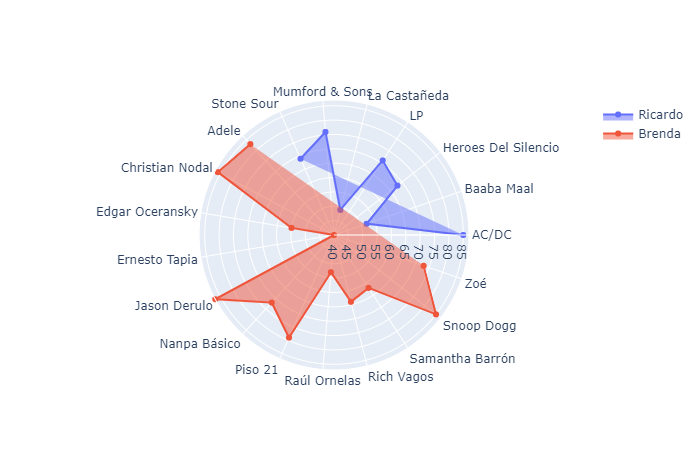 Mumford & Sons
La Castañeda
Stone Sour
LP
Ricardo
Adele
Brenda
Heroes Del Silencio
Christian Nodal
Baaba Maal
Edgar Oceransky
AC/DC
40 45 50 55 60 65 70 75 80 85
Ernesto Tapia
Zoé
Jason Derulo
Snoop Dogg
Nanpa Básico
Samantha Barrón
Piso 21
Rich Vagos
Raúl Ornelas